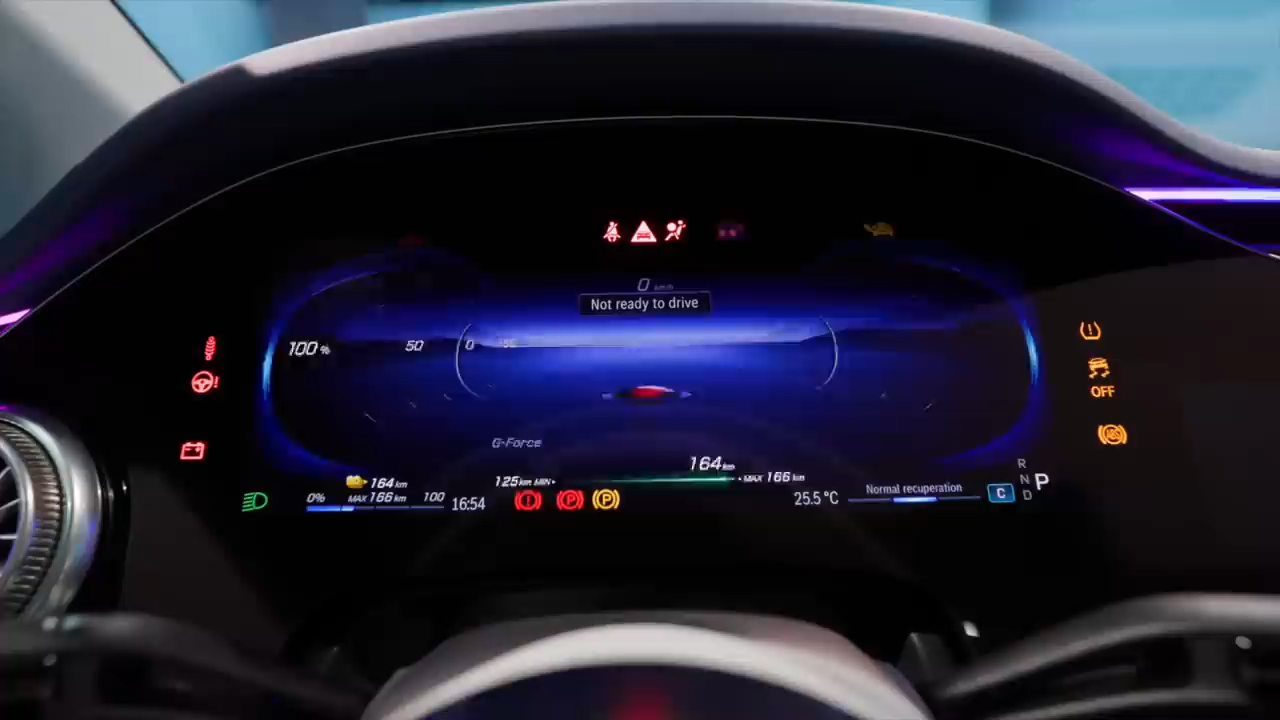 0 km/h
Not ready to drive
100 % 50 0
G-Force
164 km
125 km MIN
MAX 166 km
164 km
0% MAX 166 km 100
16:54
25.5 °C
Normal recuperation
C
R
N
D
P
OFF
ABS